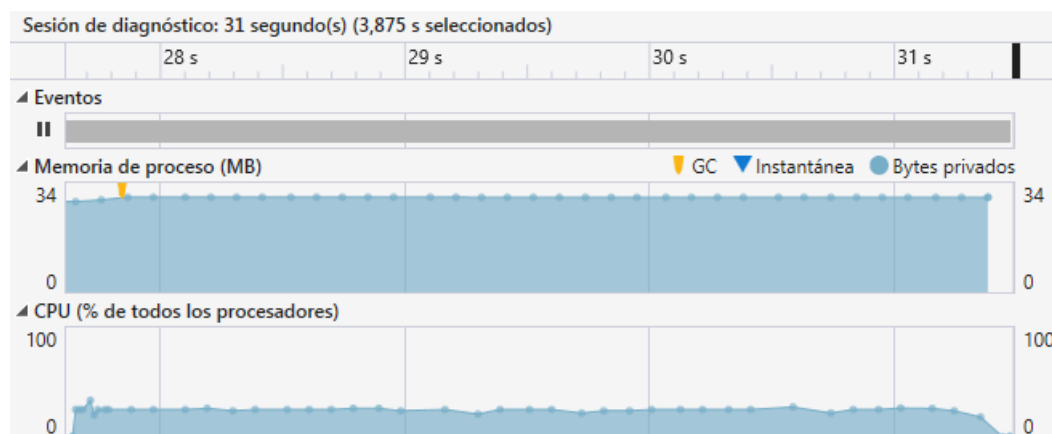 Sesión de diagnóstico: 31 segundo(s) (3,875 s seleccionados)
28 s 29 s 30 s 31 s
Eventos
Memoria de proceso (MB) GC Instantánea Bytes privados
34 34
0 0
CPU (% de todos los procesadores)
100 100
0 0